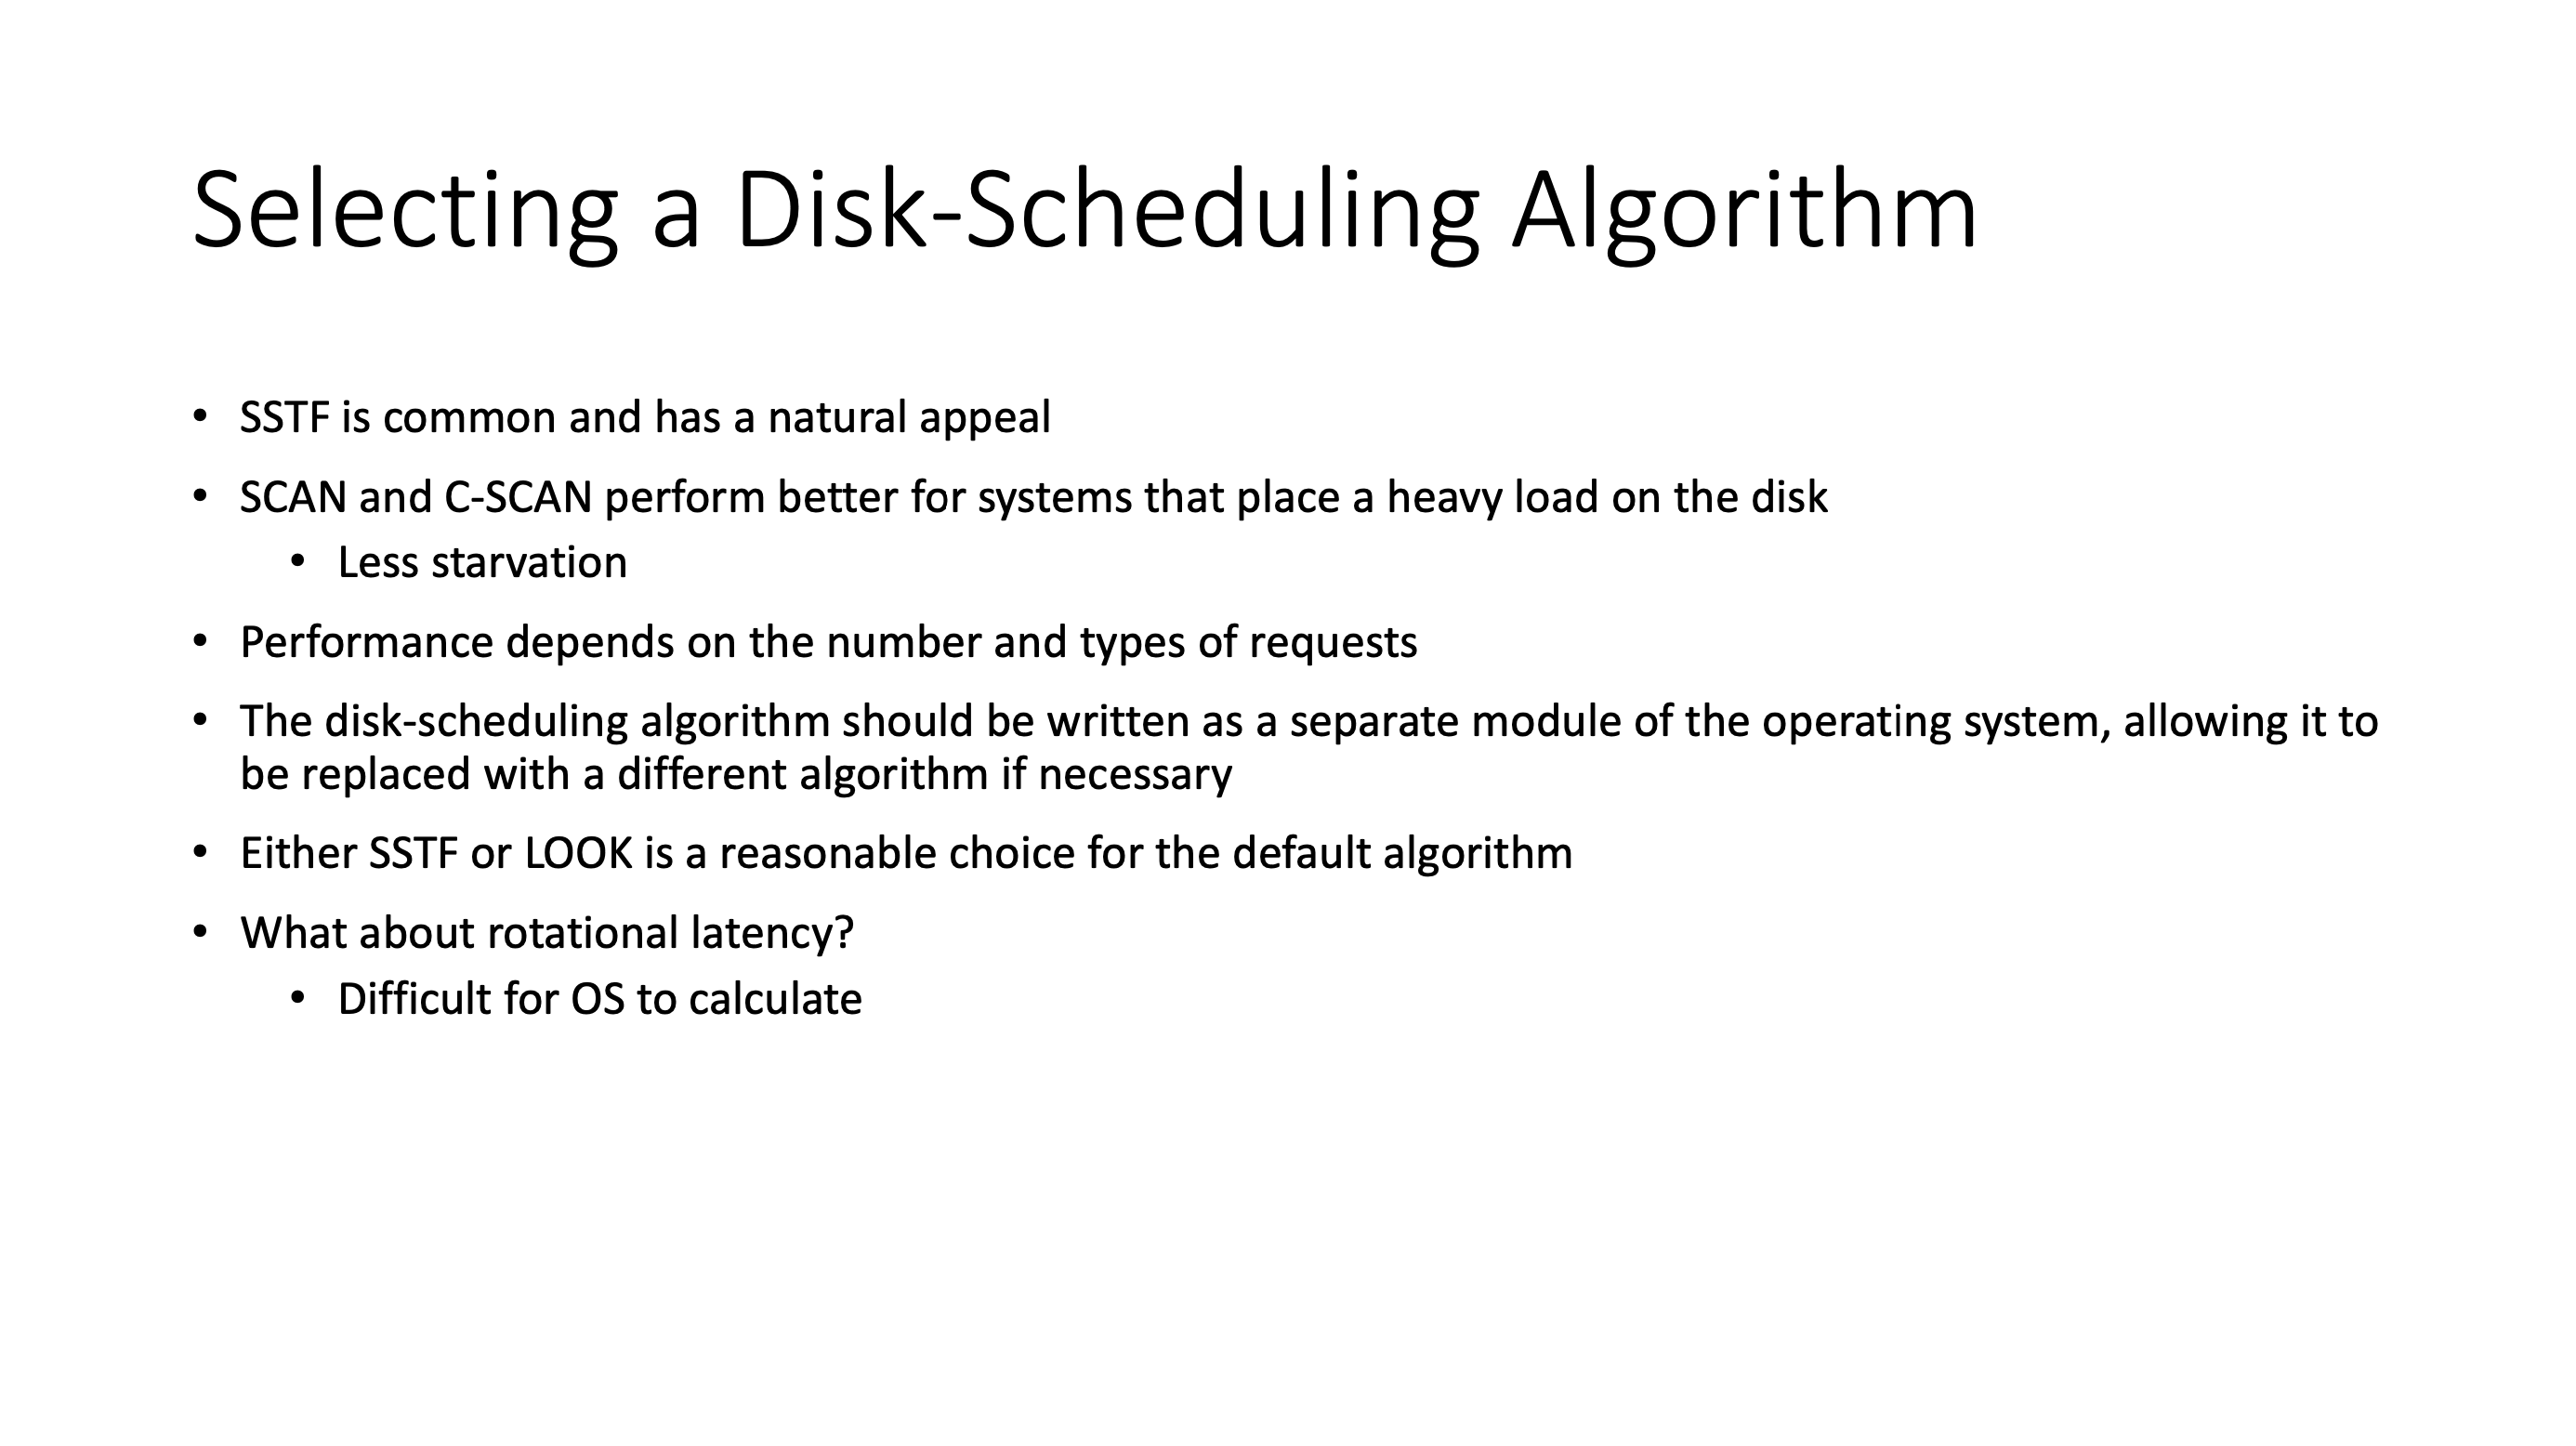 Selecting a Disk-Scheduling Algorithm
• SSTF is common and has a natural appeal
• SCAN and C-SCAN perform better for systems that place a heavy load on the disk
• Less starvation
• Performance depends on the number and types of requests
• The disk-scheduling algorithm should be written as a separate module of the operating system, allowing it to
be replaced with a different algorithm if necessary
• Either SSTF or LOOK is a reasonable choice for the default algorithm
• What about rotational latency?
• Difficult for OS to calculate